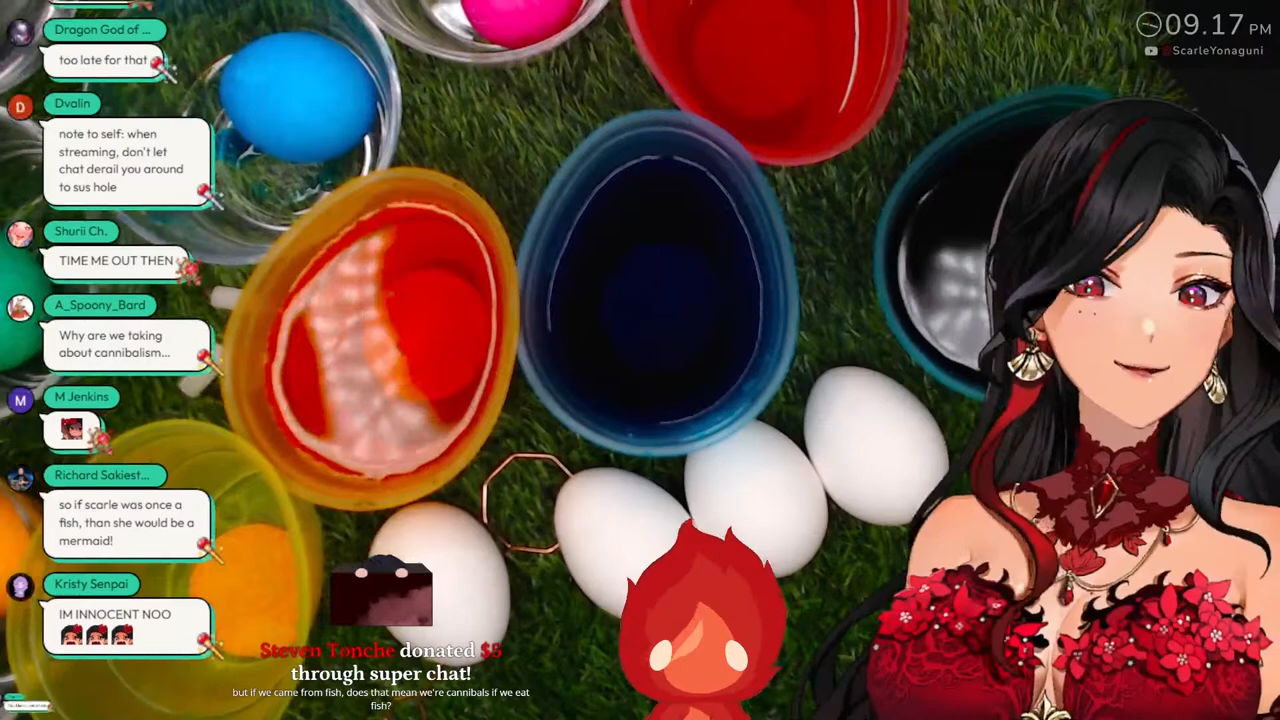 Dragon God of ...
too late for that
Dvalin
note to self: when
streaming, don't let
chat derail you around
to sus hole
Shurii Ch.
TIME ME OUT THEN
A_Spoony_Bard
Why are we taking
about cannibalism...
M
M Jenkins
Richard Sakiest...
so if scarle was once a
fish, than she would be a
mermaid!
Kristy Senpai
IM INNOCENT NOO
D
Steven Tonche donated $5
through super chat!
but if we came from fish, does that mean we're cannibals if we eat
fish?
09.17 PM
@ScarleYonaguni